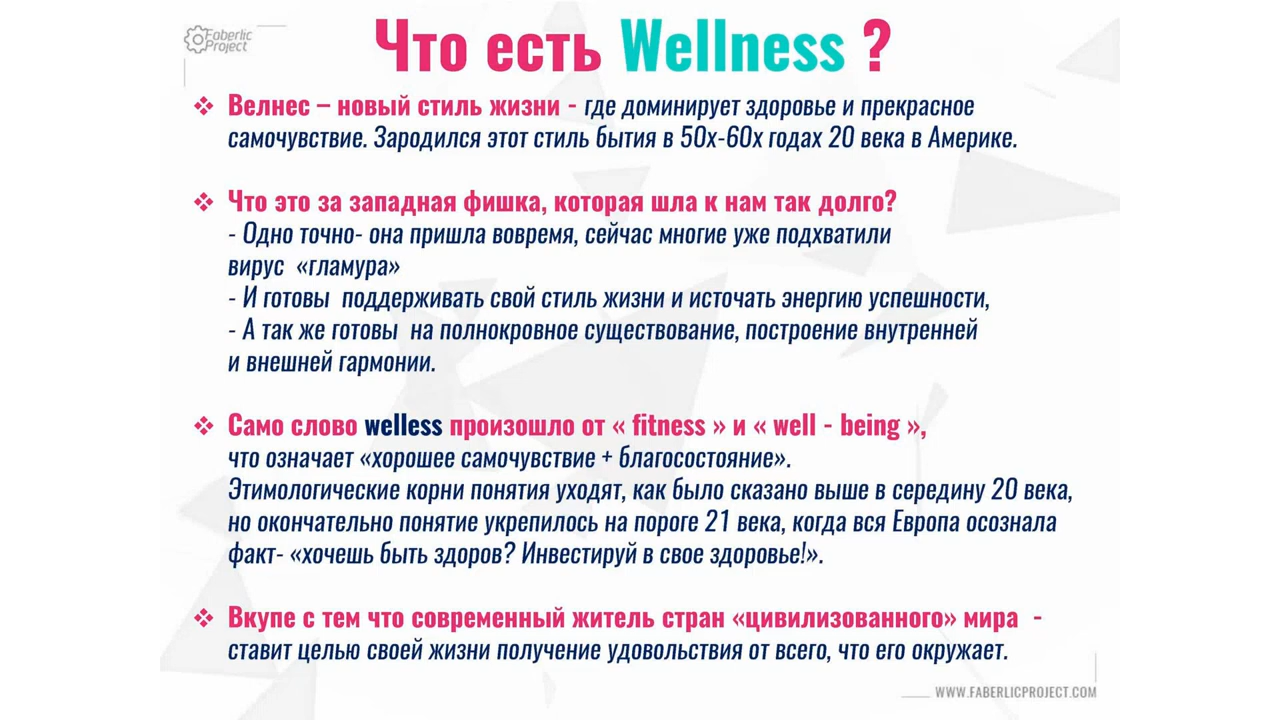 Faberlic
Project
Что есть Wellness ?
❖ Велнес – новый стиль жизни - где доминирует здоровье и прекрасное
самочувствие. Зародился этот стиль бытия в 50х-60х годах 20 века в Америке.
❖ Что это за западная фишка, которая шла к нам так долго?
- Одно точно- она пришла вовремя, сейчас многие уже подхватили
вирус «гламура»
- И готовы поддерживать свой стиль жизни и источать энергию успешности,
- А так же готовы на полнокровное существование, построение внутренней
и внешней гармонии.
❖ Само слово welless произошло от « fitness » и « well - being »,
что означает «хорошее самочувствие + благосостояние».
Этимологические корни понятия уходят, как было сказано выше в середину 20 века,
но окончательно понятие укрепилось на пороге 21 века, когда вся Европа осознала
факт- «хочешь быть здоров? Инвестируй в свое здоровье!».
❖ Вкупе с тем что современный житель стран «цивилизованного» мира -
ставит целью своей жизни получение удовольствия от всего, что его окружает.
WWW.FABERLICPROJECT.COM